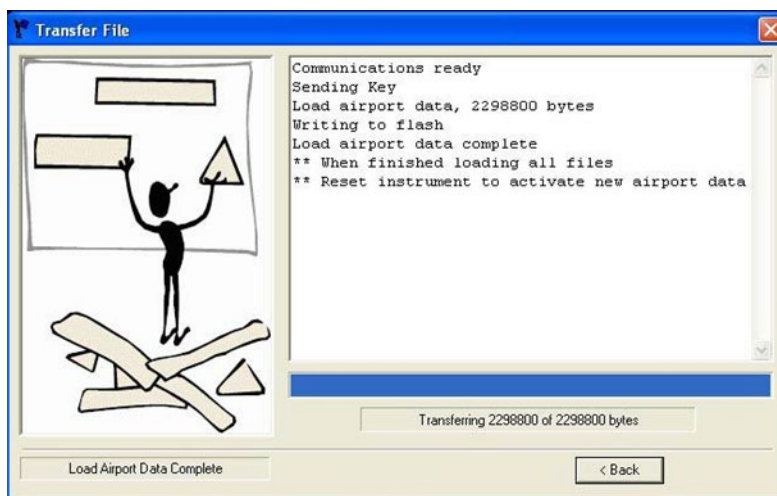 Transfer File
Communications ready
Sending Key
Load airport data, 2298800 bytes
Writing to flash
Load airport data complete
** When finished loading all files
** Reset instrument to activate new airport data
Transferring 2298800 of 2298800 bytes
Load Airport Data Complete
< Back